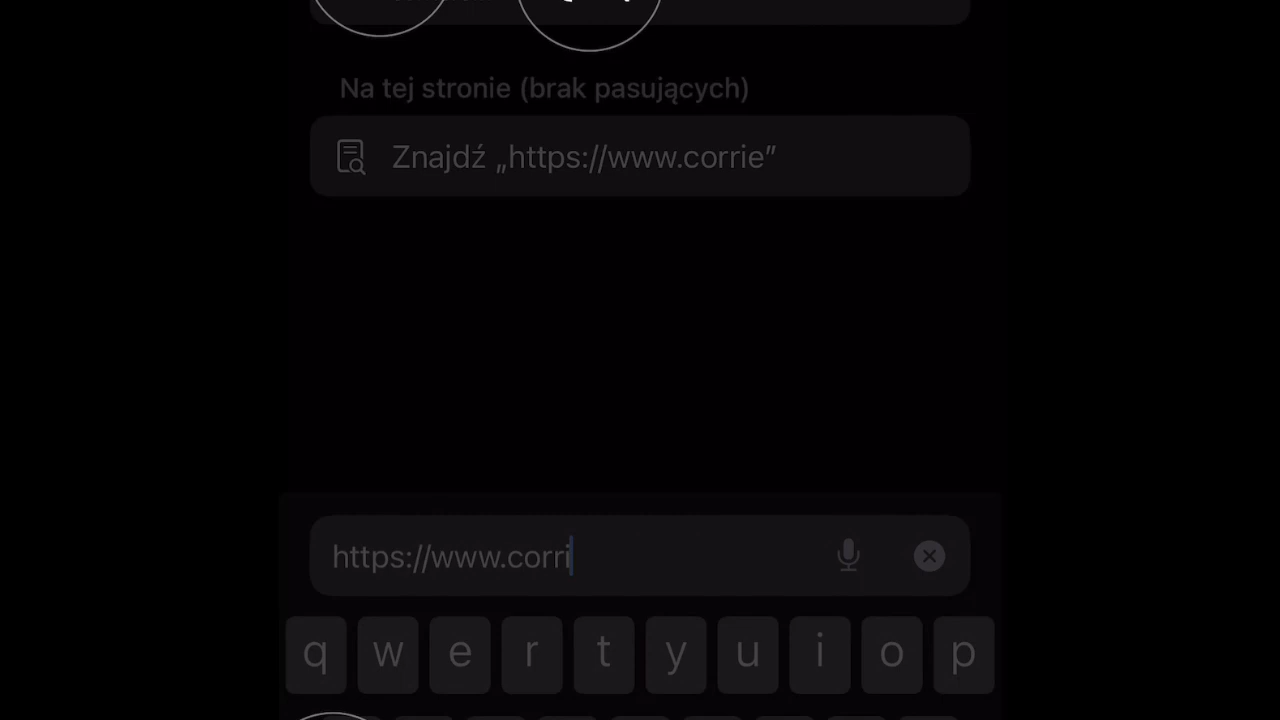 Na tej stronie (brak pasujących)
Znajdź „https://www.corrie”
https://www.corri
q w e r t y u i o p